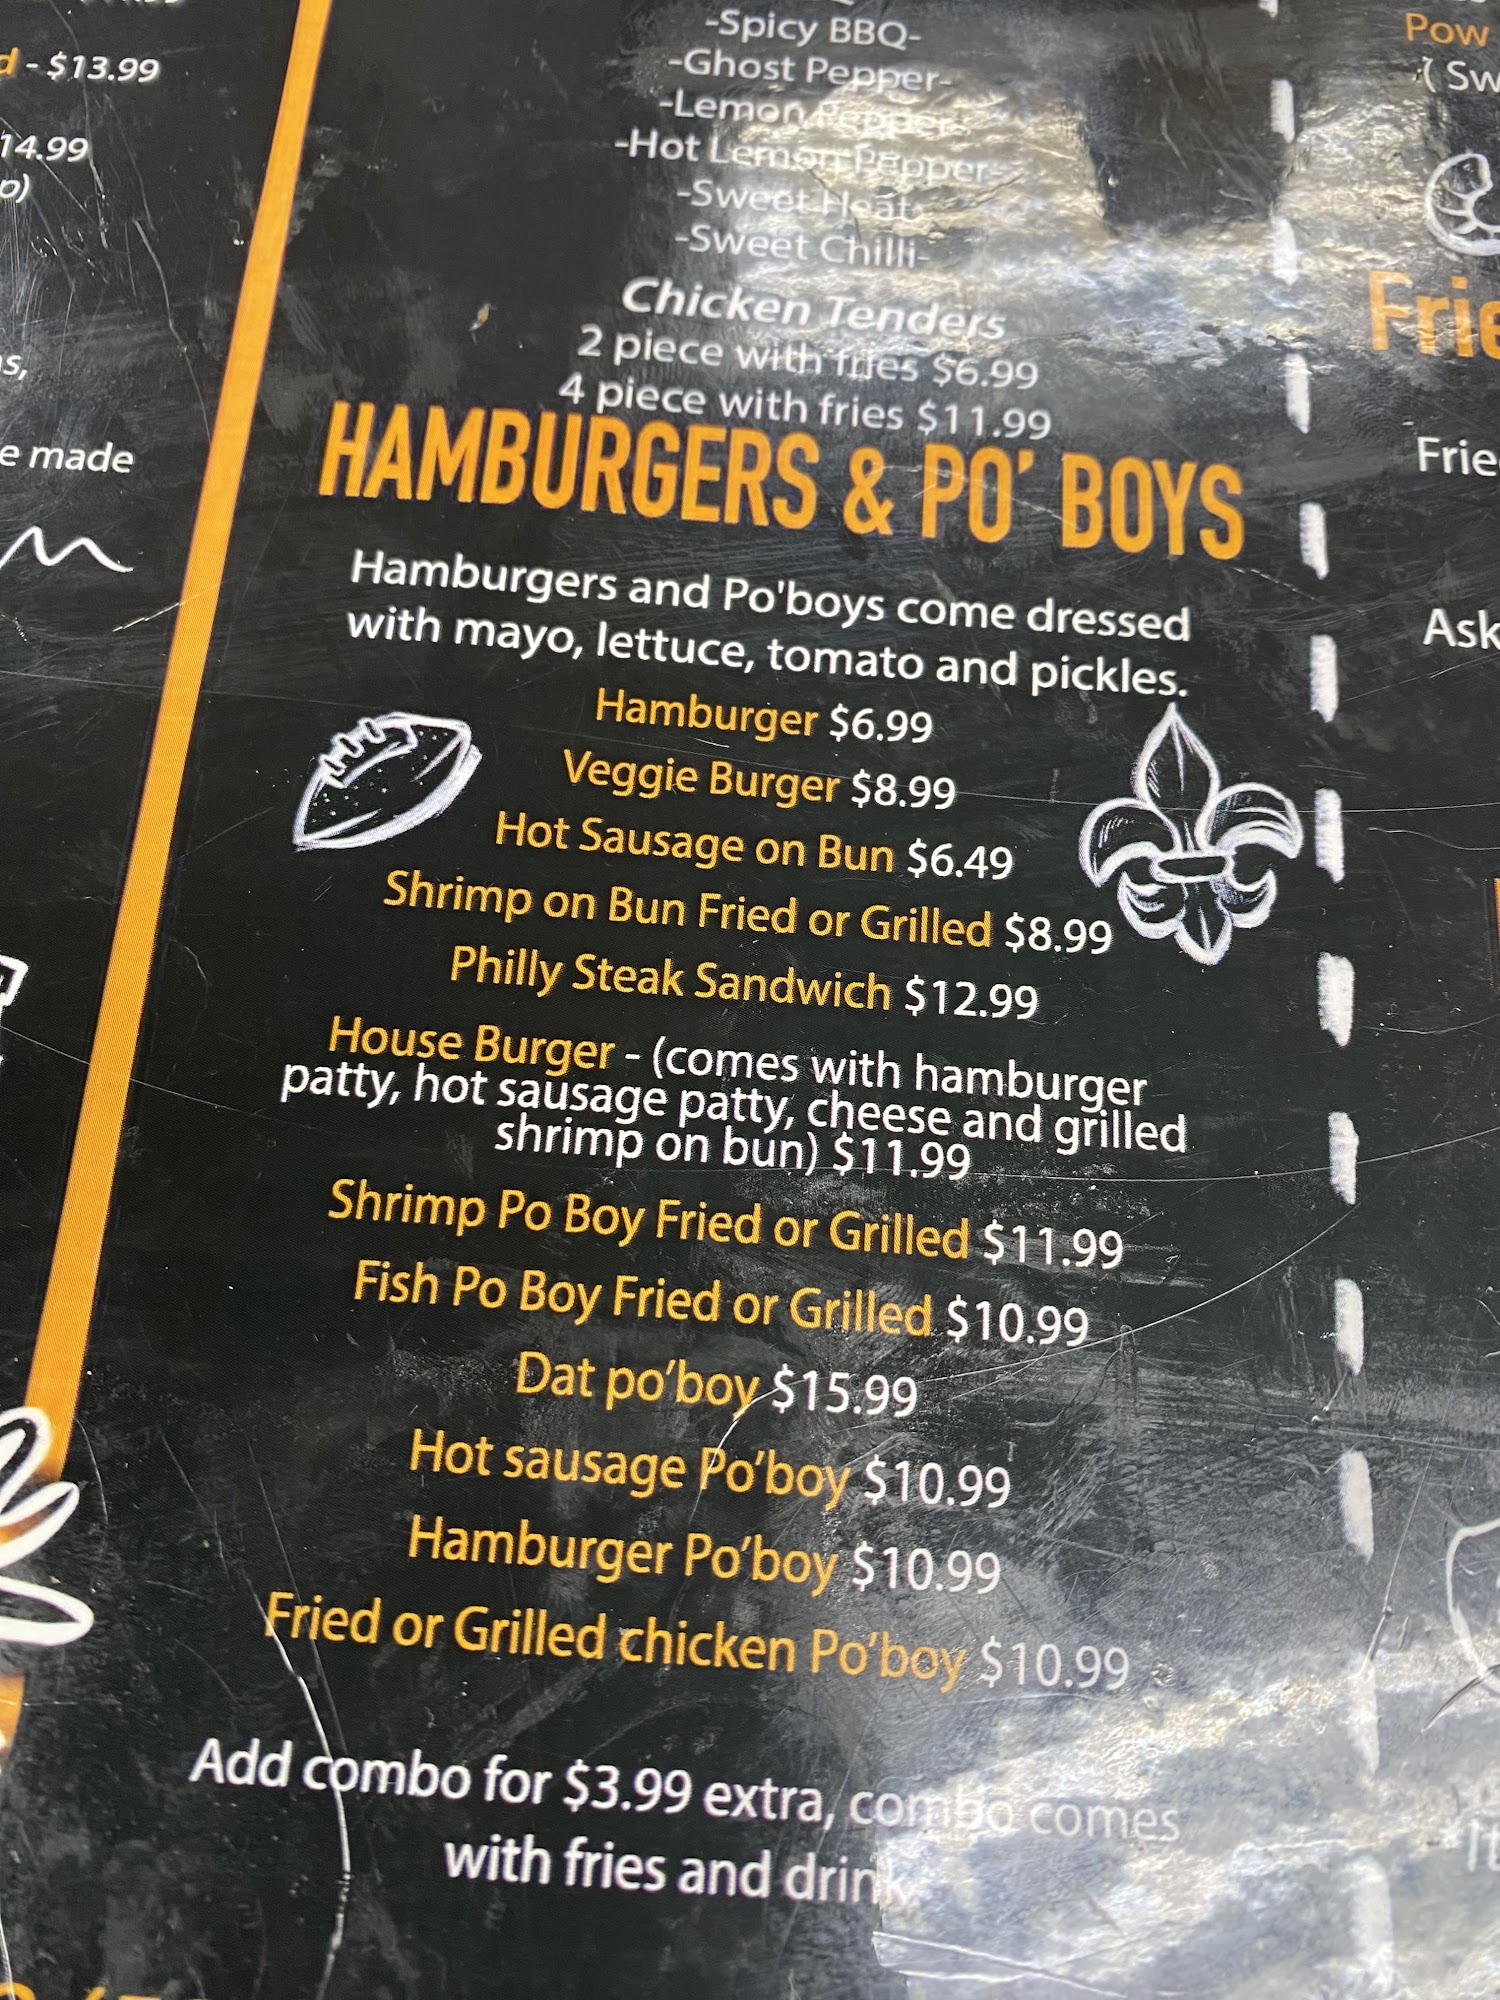 d - $13.99
14.99
p)
s,
e made
-Spicy BBQ-
-Ghost Pepper-
-Lemon Pepper-
-Hot Lemon Pepper-
-Sweet Heat-
-Sweet Chilli-
Chicken Tenders
2 piece with fries $6.99
4 piece with fries $11.99
HAMBURGERS & PO' BOYS
Hamburgers and Po'boys come dressed
with mayo, lettuce, tomato and pickles.
Hamburger $6.99
Veggie Burger $8.99
Hot Sausage on Bun $6.49
Shrimp on Bun Fried or Grilled $8.99
Philly Steak Sandwich $12.99
House Burger - (comes with hamburger
patty, hot sausage patty, cheese and grilled
shrimp on bun) $11.99
Shrimp Po Boy Fried or Grilled $11.99
Fish Po Boy Fried or Grilled $10.99
Dat po'boy $15.99
Hot sausage Po'boy $10.99
Hamburger Po'boy $10.99
Fried or Grilled chicken Po'boy $10.99
Add combo for $3.99 extra, combo comes
with fries and drink
Pow
( Sw
Frie
Frie
Ask